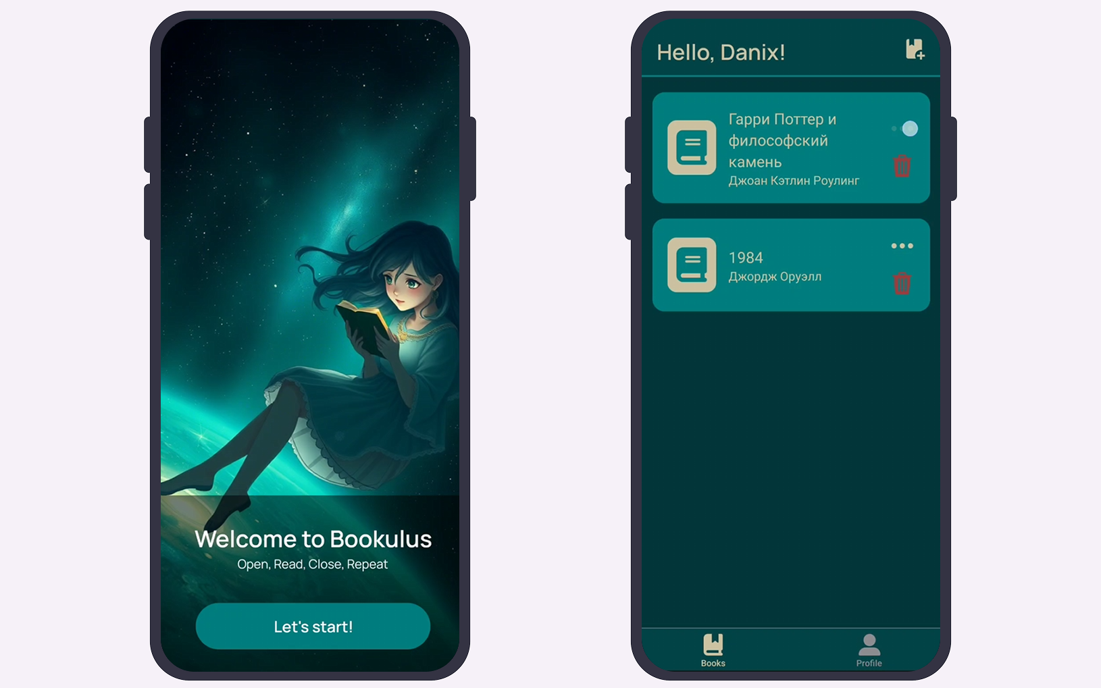 Welcome to Bookulus
Open, Read, Close, Repeat
Let's start!
Hello, Danix!
Гарри Поттер и
философский
камень
Джоан Кэтлин Роулинг
1984
Джордж Оруэлл
Books
Profile